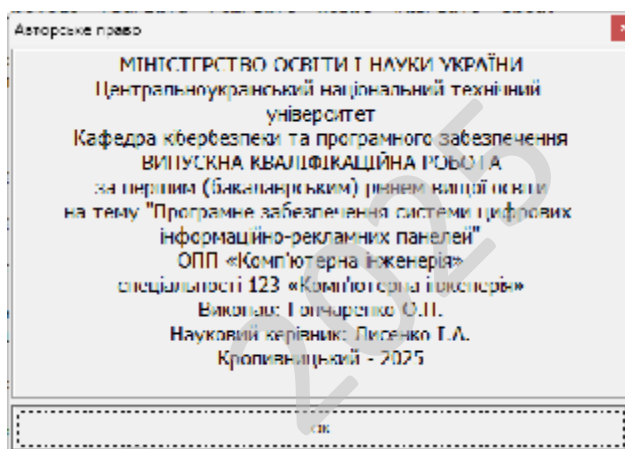 Авторське право
МІНІСТЕРСТВО ОСВІТИ І НАУКИ УКРАЇНИ
Центральноукраїнський національний технічний
університет
Кафедра кібербезпеки та програмного забезпечення
ВИПУСКНА КВАЛІФІКАЦІЙНА РОБОТА
за першим (бакалаврським) рівнем вищої освіти
на тему "Програмне забезпечення системи цифрових
інформаційно-рекламних панелей"
ОПП «Комп'ютерна інженерія»
спеціальності 123 «Комп'ютерна інженерія»
Виконав: Гончаренко О.П.
Науковий керівник: Лисенко І.А.
Кропивницький - 2025
ОК
2025